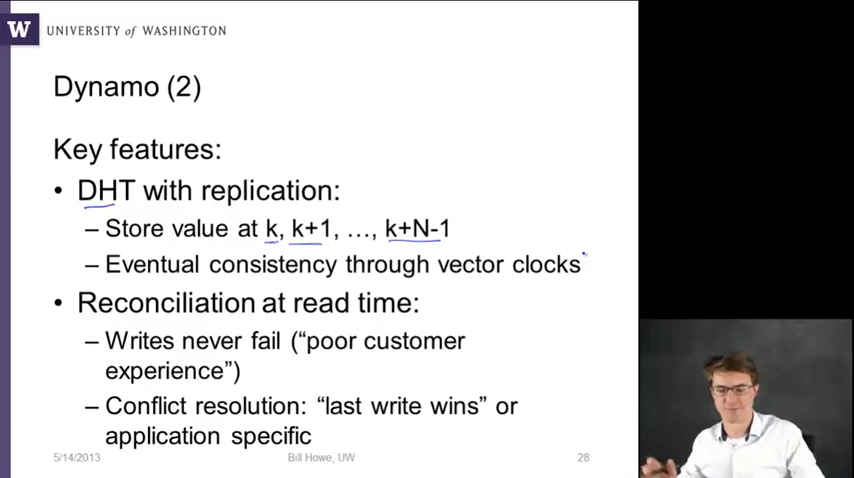 W UNIVERSITY of WASHINGTON
Dynamo (2)
Key features:
• DHT with replication:
– Store value at k, k+1, …, k+N-1
– Eventual consistency through vector clocks
• Reconciliation at read time:
– Writes never fail (“poor customer
experience”)
– Conflict resolution: “last write wins” or
application specific
5/14/2013 Bill Howe, UW 28